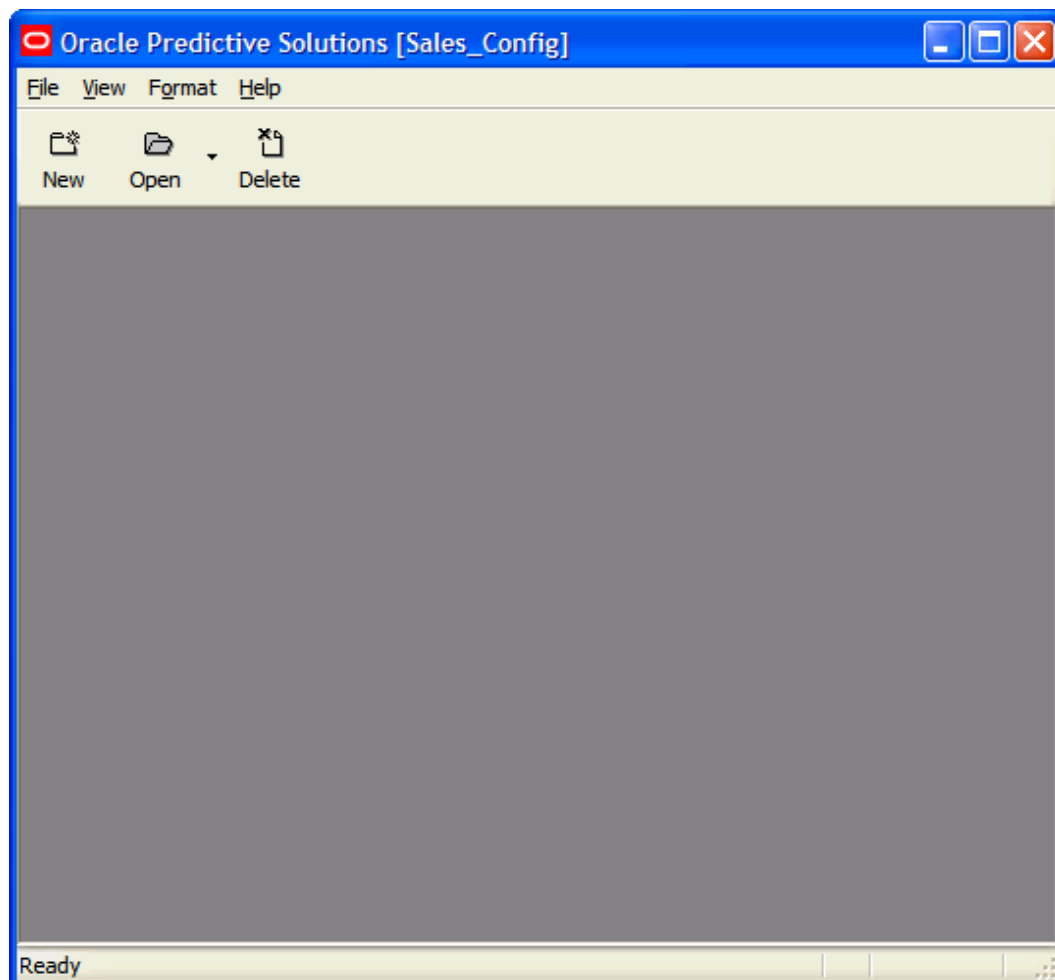 Oracle Predictive Solutions [Sales_Config]
File View Format Help
New Open Delete
Ready